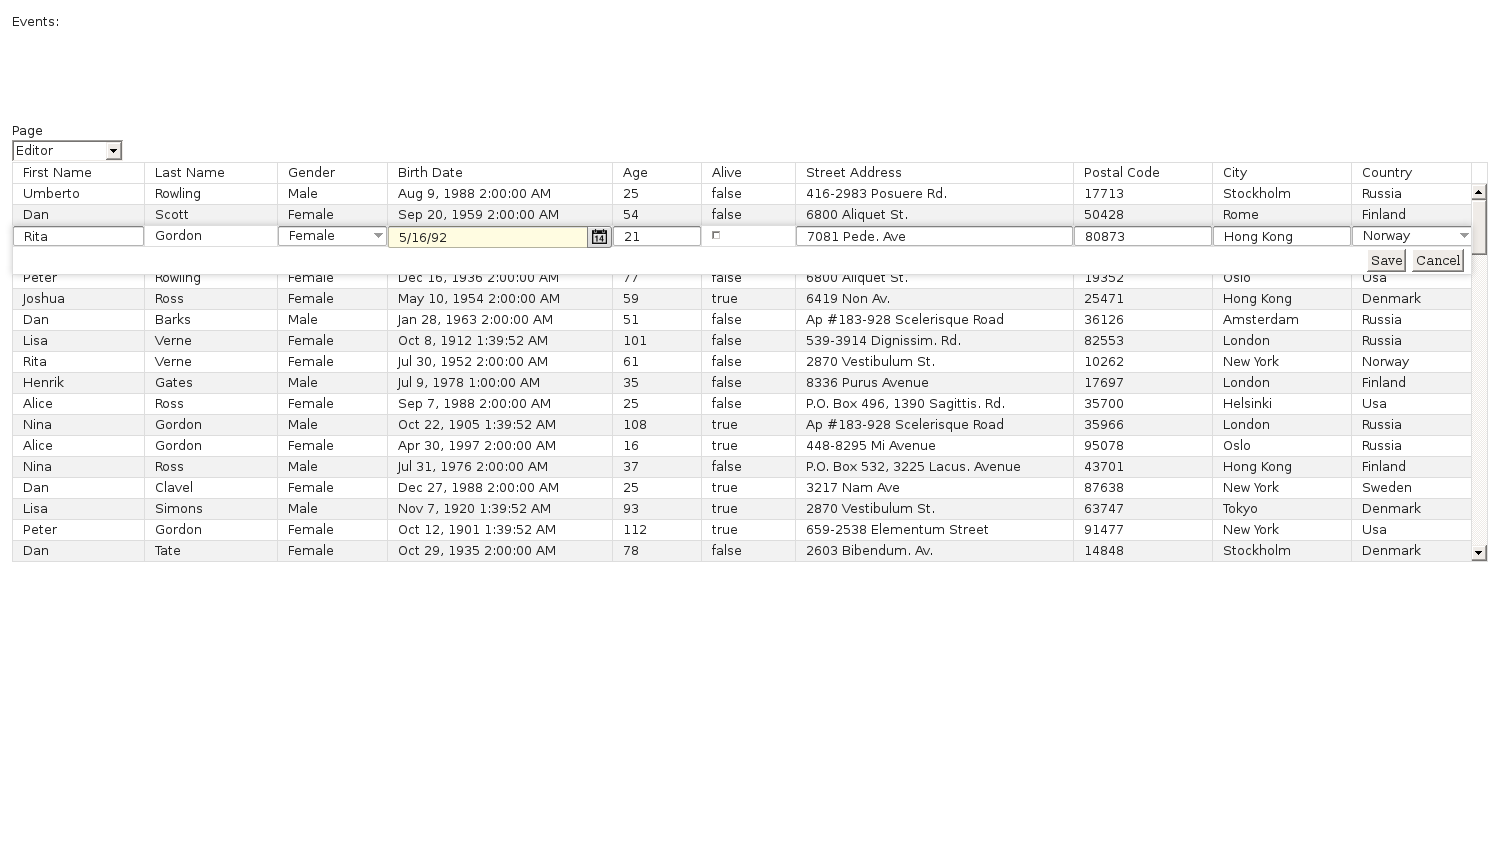 Events:
Page
Editor
First Name Last Name Gender Birth Date Age Alive Street Address Postal Code City Country
Umberto Rowling Male Aug 9, 1988 2:00:00 AM 25 false 416-2983 Posuere Rd. 17713 Stockholm Russia
Dan Scott Female Sep 20, 1959 2:00:00 AM 54 false 6800 Aliquet St. 50428 Rome Finland
Rita Gordon Female 5/16/92 14 21 7081 Pede. Ave 80873 Hong Kong Norway
Save Cancel
Peter Rowling Female Dec 16, 1936 2:00:00 AM 77 false 6800 Aliquet St. 19352 Oslo Usa
Joshua Ross Female May 10, 1954 2:00:00 AM 59 true 6419 Non Av. 25471 Hong Kong Denmark
Dan Barks Male Jan 28, 1963 2:00:00 AM 51 false Ap #183-928 Scelerisque Road 36126 Amsterdam Russia
Lisa Verne Female Oct 8, 1912 1:39:52 AM 101 false 539-3914 Dignissim. Rd. 82553 London Russia
Rita Verne Female Jul 30, 1952 2:00:00 AM 61 false 2870 Vestibulum St. 10262 New York Norway
Henrik Gates Male Jul 9, 1978 1:00:00 AM 35 false 8336 Purus Avenue 17697 London Finland
Alice Ross Female Sep 7, 1988 2:00:00 AM 25 false P.O. Box 496, 1390 Sagittis. Rd. 35700 Helsinki Usa
Nina Gordon Male Oct 22, 1905 1:39:52 AM 108 true Ap #183-928 Scelerisque Road 35966 London Russia
Alice Gordon Female Apr 30, 1997 2:00:00 AM 16 true 448-8295 Mi Avenue 95078 Oslo Russia
Nina Ross Male Jul 31, 1976 2:00:00 AM 37 false P.O. Box 532, 3225 Lacus. Avenue 43701 Hong Kong Finland
Dan Clavel Female Dec 27, 1988 2:00:00 AM 25 true 3217 Nam Ave 87638 New York Sweden
Lisa Simons Male Nov 7, 1920 1:39:52 AM 93 true 2870 Vestibulum St. 63747 Tokyo Denmark
Peter Gordon Female Oct 12, 1901 1:39:52 AM 112 true 659-2538 Elementum Street 91477 New York Usa
Dan Tate Female Oct 29, 1935 2:00:00 AM 78 false 2603 Bibendum. Av. 14848 Stockholm Denmark